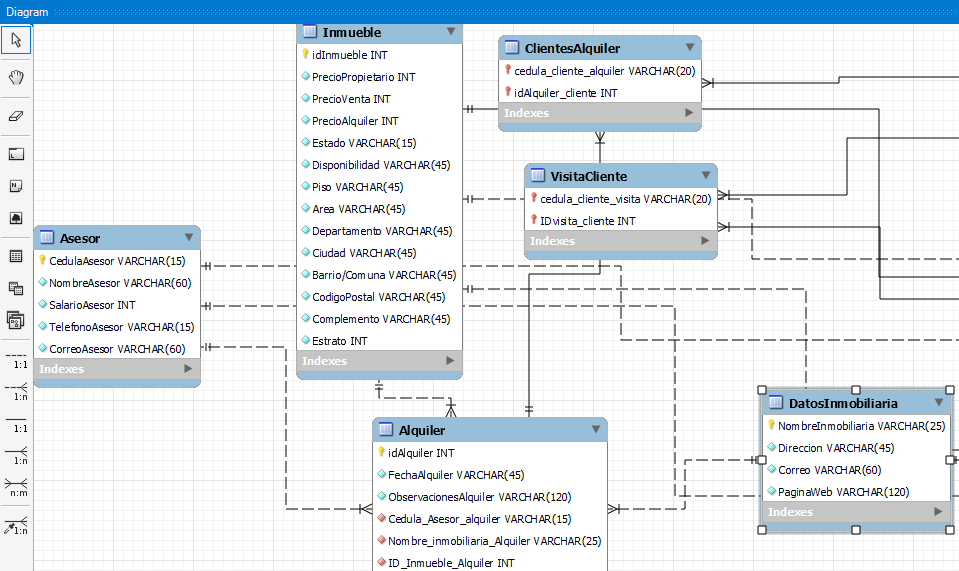 Diagram
1:1
1:n
1:1
1:n
n:m
1:n
Inmueble
idInmueble INT
PrecioPropietario INT
PrecioVenta INT
PrecioAlquiler INT
Estado VARCHAR(15)
Disponibilidad VARCHAR(45)
Piso VARCHAR(45)
Area VARCHAR(45)
Departamento VARCHAR(45)
Ciudad VARCHAR(45)
Barrio/Comuna VARCHAR(45)
CodigoPostal VARCHAR(45)
Complemento VARCHAR(45)
Estrato INT
Indexes
ClientesAlquiler
cedula_cliente_alquiler VARCHAR(20)
idAlquiler_cliente INT
Indexes
VisitaCliente
cedula_cliente_visita VARCHAR(20)
IDvisita_cliente INT
Indexes
Asesor
CedulaAsesor VARCHAR(15)
NombreAsesor VARCHAR(60)
SalarioAsesor INT
TelefonoAsesor VARCHAR(15)
CorreoAsesor VARCHAR(60)
Indexes
Alquiler
idAlquiler INT
FechaAlquiler VARCHAR(45)
ObservacionesAlquiler VARCHAR(120)
Cedula_Asesor_alquiler VARCHAR(15)
Nombre_inmobiliaria_Alquiler VARCHAR(25)
ID_Inmueble_Alquiler INT
DatosInmobiliaria
NombreInmobiliaria VARCHAR(25)
Direccion VARCHAR(45)
Correo VARCHAR(60)
PaginaWeb VARCHAR(120)
Indexes